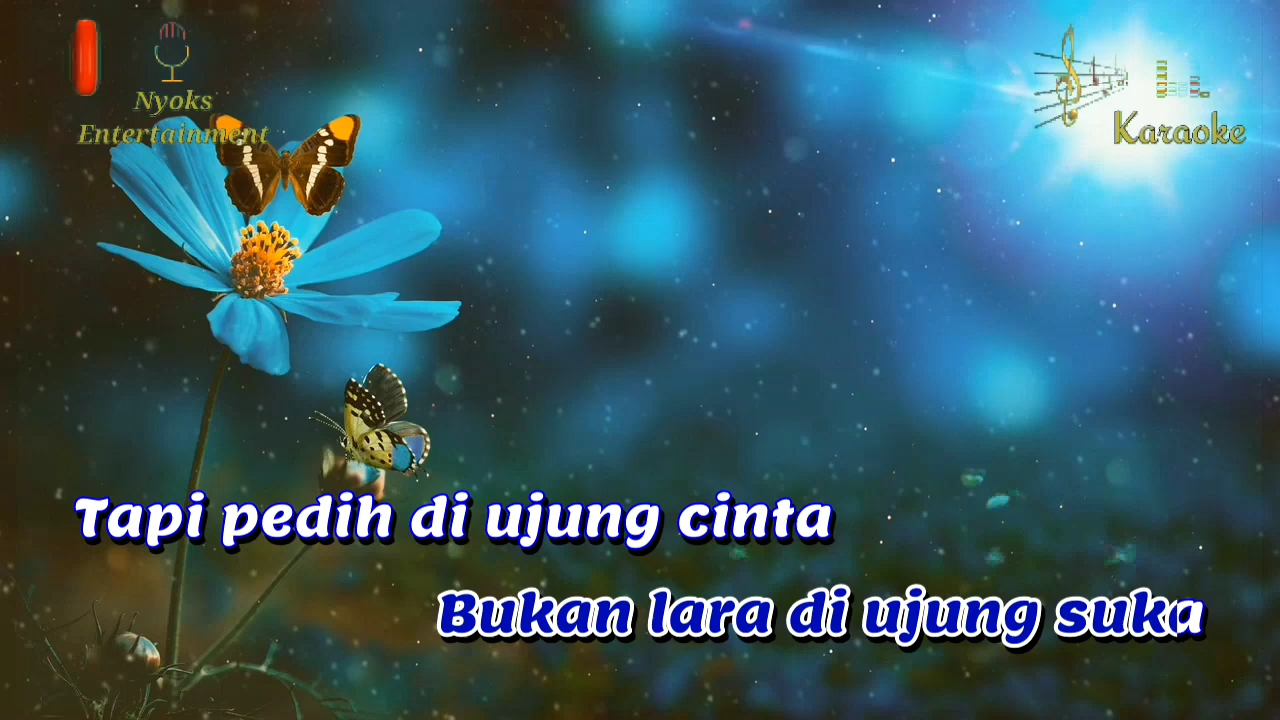 Nyoks
Entertainment
Karaoke
Tapi pedih di ujung cinta
Bukan lara di ujung suka